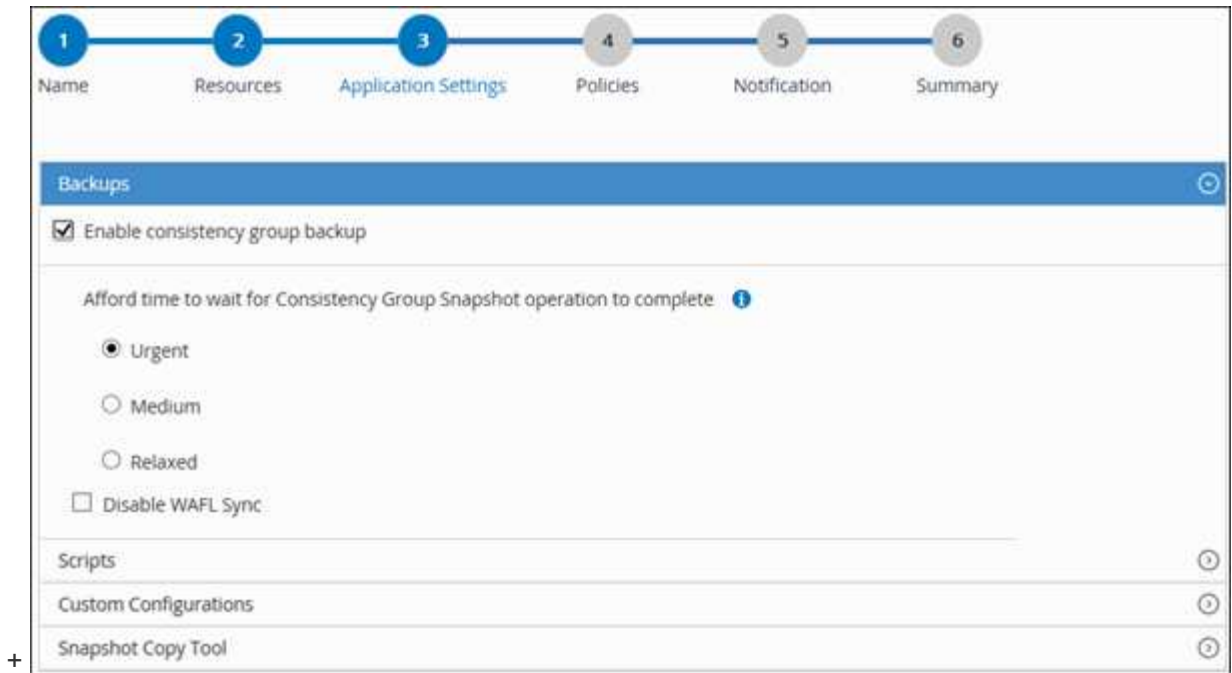 1 2 3 4 5 6
Name Resources Application Settings Policies Notification Summary
Backups
Enable consistency group backup
Afford time to wait for Consistency Group Snapshot operation to complete i
Urgent
Medium
Relaxed
Disable WAFL Sync
Scripts
Custom Configurations
Snapshot Copy Tool
+